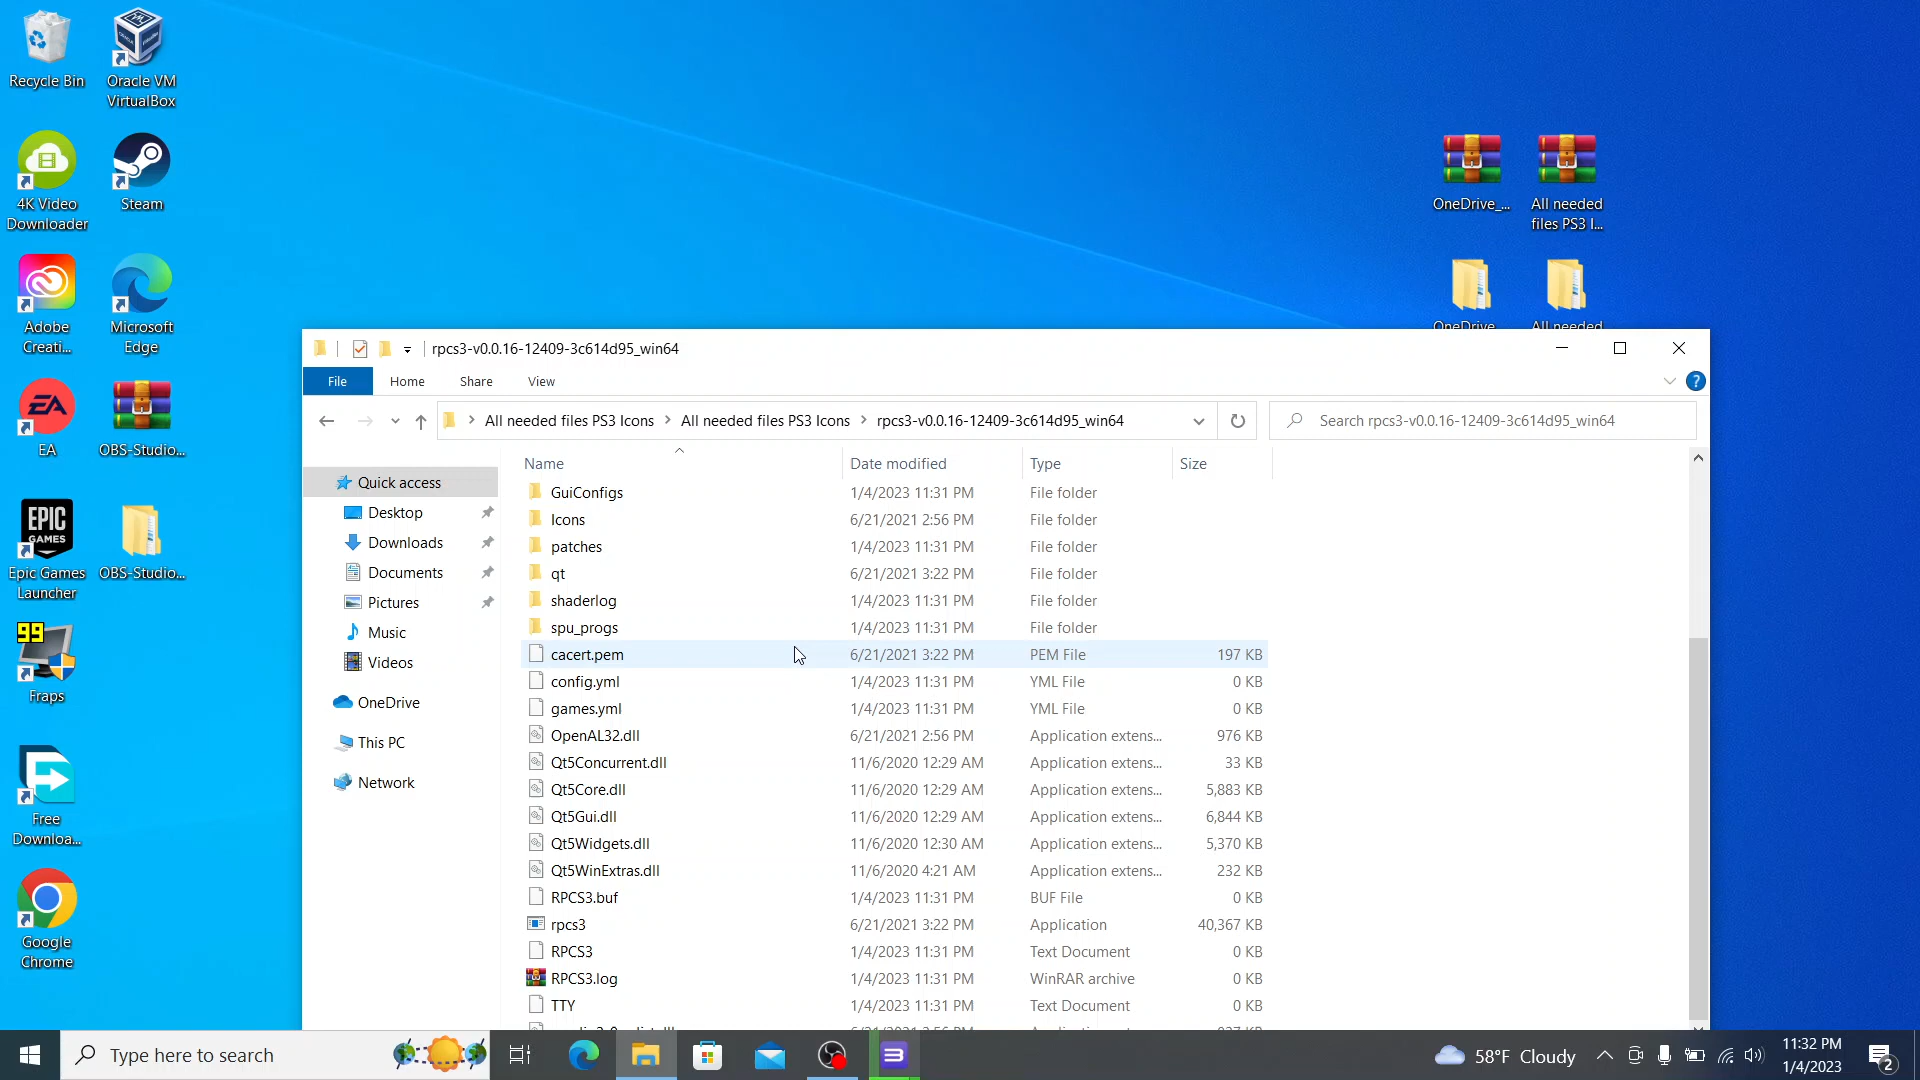 Recycle Bin
Oracle VM
VirtualBox
4K Video
Downloader
Steam
Adobe
Creati...
Microsoft
Edge
EA
OBS-Studio...
EPIC
GAMES
Epic Games
Launcher
OBS-Studio...
99
Fraps
Free
Downloa...
Google
Chrome
OneDrive_...
All needed
files PS3 I...
rpcs3-v0.0.16-12409-3c614d95_win64
File
Home
Share
View
?
All needed files PS3 Icons > All needed files PS3 Icons > rpcs3-v0.0.16-12409-3c614d95_win64
Search rpcs3-v0.0.16-12409-3c614d95_win64
Quick access
Desktop
Downloads
Documents
Pictures
Music
Videos
OneDrive
This PC
Network
Name Date modified Type Size
GuiConfigs 1/4/2023 11:31 PM File folder
Icons 6/21/2021 2:56 PM File folder
patches 1/4/2023 11:31 PM File folder
qt 6/21/2021 3:22 PM File folder
shaderlog 1/4/2023 11:31 PM File folder
spu_progs 1/4/2023 11:31 PM File folder
cacert.pem 6/21/2021 3:22 PM PEM File 197 KB
config.yml 1/4/2023 11:31 PM YML File 0 KB
games.yml 1/4/2023 11:31 PM YML File 0 KB
OpenAL32.dll 6/21/2021 2:56 PM Application extens... 976 KB
Qt5Concurrent.dll 11/6/2020 12:29 AM Application extens... 33 KB
Qt5Core.dll 11/6/2020 12:29 AM Application extens... 5,883 KB
Qt5Gui.dll 11/6/2020 12:29 AM Application extens... 6,844 KB
Qt5Widgets.dll 11/6/2020 12:30 AM Application extens... 5,370 KB
Qt5WinExtras.dll 11/6/2020 4:21 AM Application extens... 232 KB
RPCS3.buf 1/4/2023 11:31 PM BUF File 0 KB
rpcs3 6/21/2021 3:22 PM Application 40,367 KB
RPCS3 1/4/2023 11:31 PM Text Document 0 KB
RPCS3.log 1/4/2023 11:31 PM WinRAR archive 0 KB
TTY 1/4/2023 11:31 PM Text Document 0 KB
Type here to search
58°F Cloudy
11:32 PM
1/4/2023
2